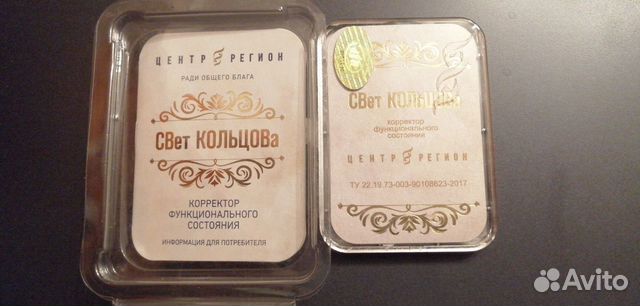 ЦЕНТР РЕГИОН
РАДИ ОБЩЕГО БЛАГА
СВет КОЛЬЦОВа
КОРРЕКТОР
ФУНКЦИОНАЛЬНОГО
СОСТОЯНИЯ
ИНФОРМАЦИЯ ДЛЯ ПОТРЕБИТЕЛЯ
СВет КОЛЬЦОВа
корректор
функционального
состояния
ЦЕНТР РЕГИОН
ТУ 22.19.73-003-90108623-2017
Avito